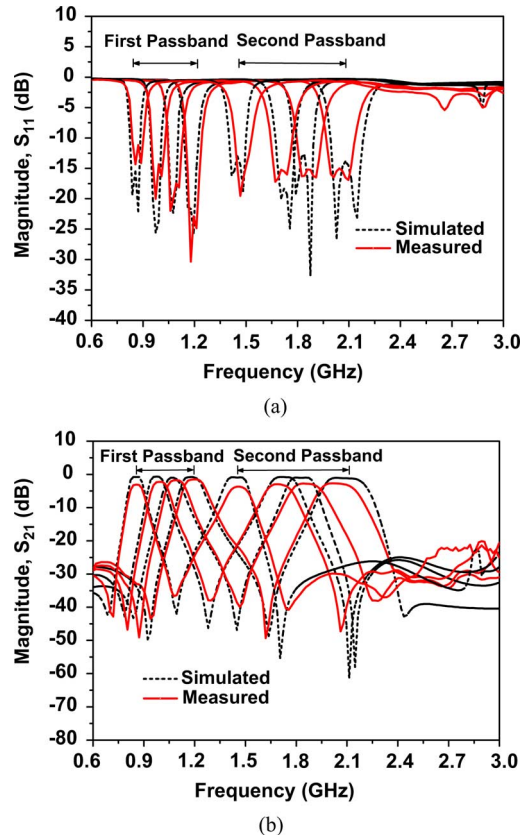 10
5
0
-5
-10
-15
-20
-25
-30
-35
-40
Magnitude, S11 (dB)
First Passband Second Passband
Simulated
Measured
0.6 0.9 1.2 1.5 1.8 2.1 2.4 2.7 3.0
Frequency (GHz)
(a)
10
0
-10
-20
-30
-40
-50
-60
-70
-80
Magnitude, S21 (dB)
First Passband Second Passband
Simulated
Measured
0.6 0.9 1.2 1.5 1.8 2.1 2.4 2.7 3.0
Frequency (GHz)
(b)